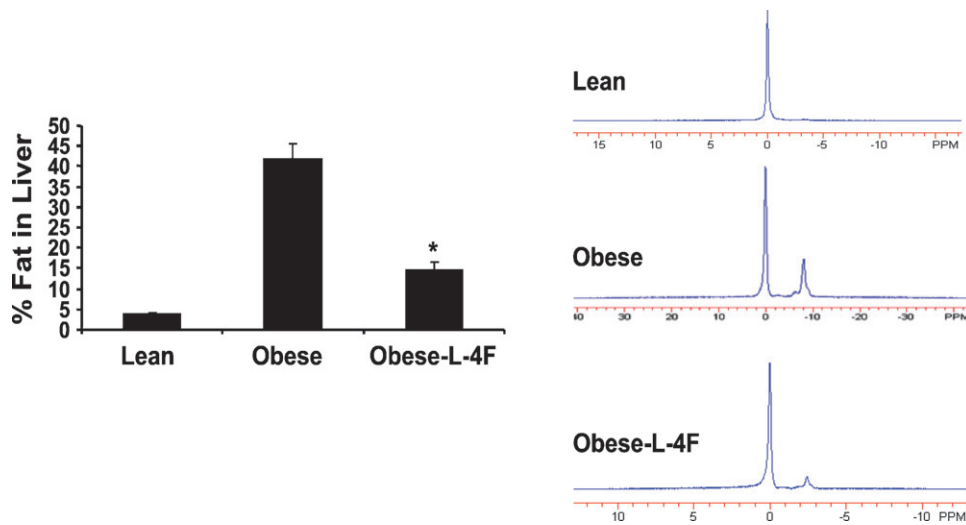 % Fat in Liver
50
45
40
35
30
25
20
15
10
5
0
*
Lean
Obese
Obese-L-4F
Lean
15 10 5 0 -5 -10 PPM
Obese
40 30 20 10 0 -10 -20 -30 PPM
Obese-L-4F
10 5 0 -5 -10 PPM